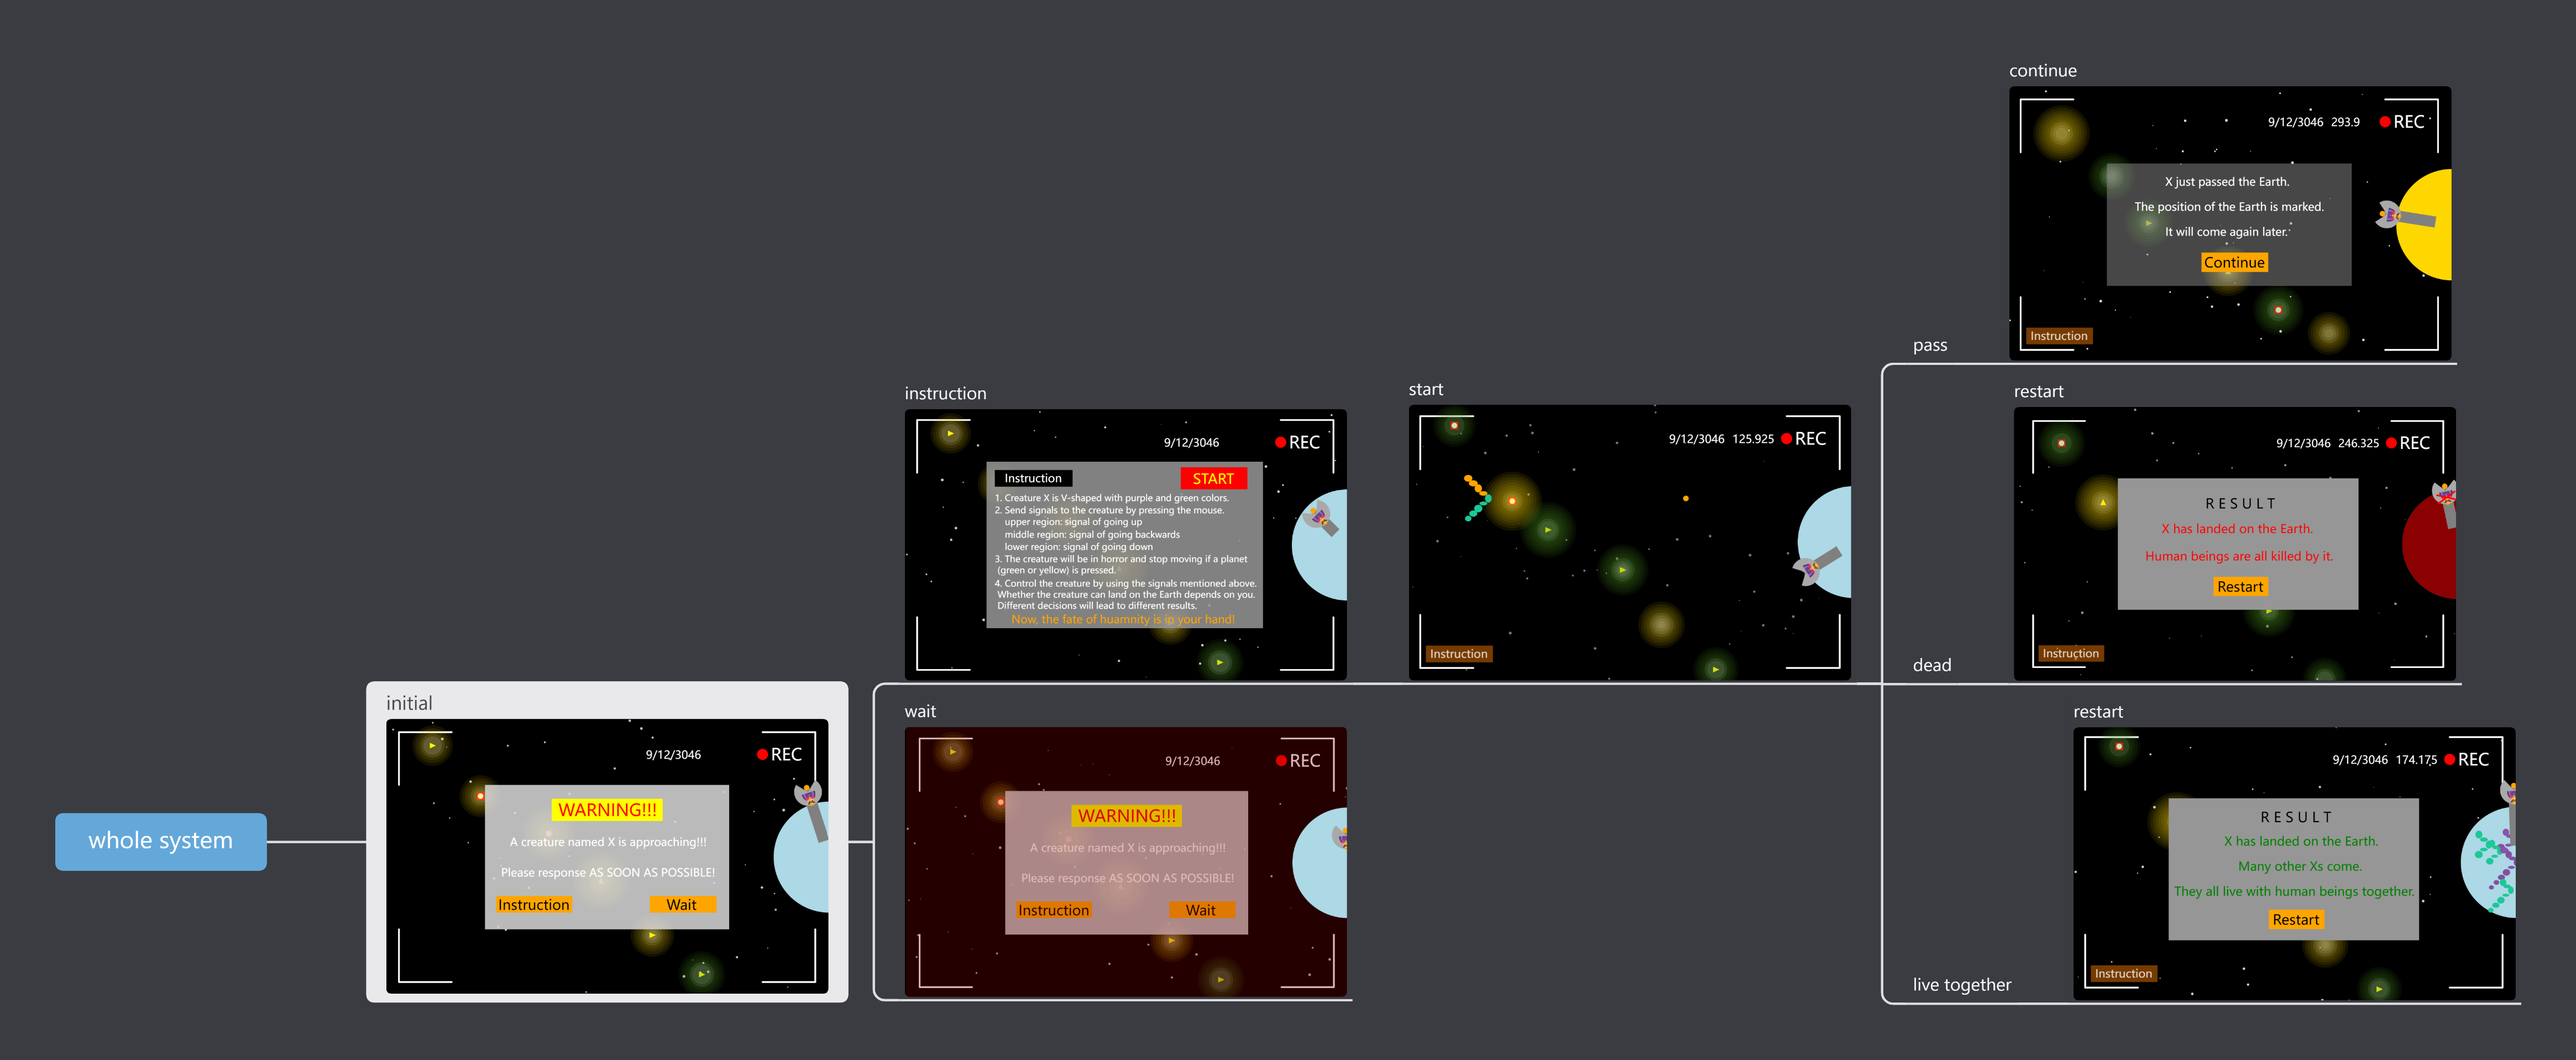 whole system
initial
9/12/3046
REC
WARNING!!!
A creature named X is approaching!!!
Please response AS SOON AS POSSIBLE!
Instruction
Wait
instruction
9/12/3046
REC
Instruction
START
1. Creature X is V-shaped with purple and green colors.
2. Send signals to the creature by pressing the mouse.
upper region: signal of going up
middle region: signal of going backwards
lower region: signal of going down
3. The creature will be in horror and stop moving if a planet
(green or yellow) is pressed.
4. Control the creature by using the signals mentioned above.
Whether the creature can land on the Earth depends on you.
Different decisions will lead to different results.
Now, the fate of huamnity is in your hand!
wait
9/12/3046
REC
WARNING!!!
A creature named X is approaching!!!
Please response AS SOON AS POSSIBLE!
Instruction
Wait
start
9/12/3046 125.925
REC
Instruction
pass
continue
9/12/3046 293.9
REC
X just passed the Earth.
The position of the Earth is marked.
It will come again later.
Continue
Instruction
dead
restart
9/12/3046 246.325
REC
RESULT
X has landed on the Earth.
Human beings are all killed by it.
Restart
Instruction
live together
restart
9/12/3046 174.175
REC
RESULT
X has landed on the Earth.
Many other Xs come.
They all live with human beings together.
Restart
Instruction